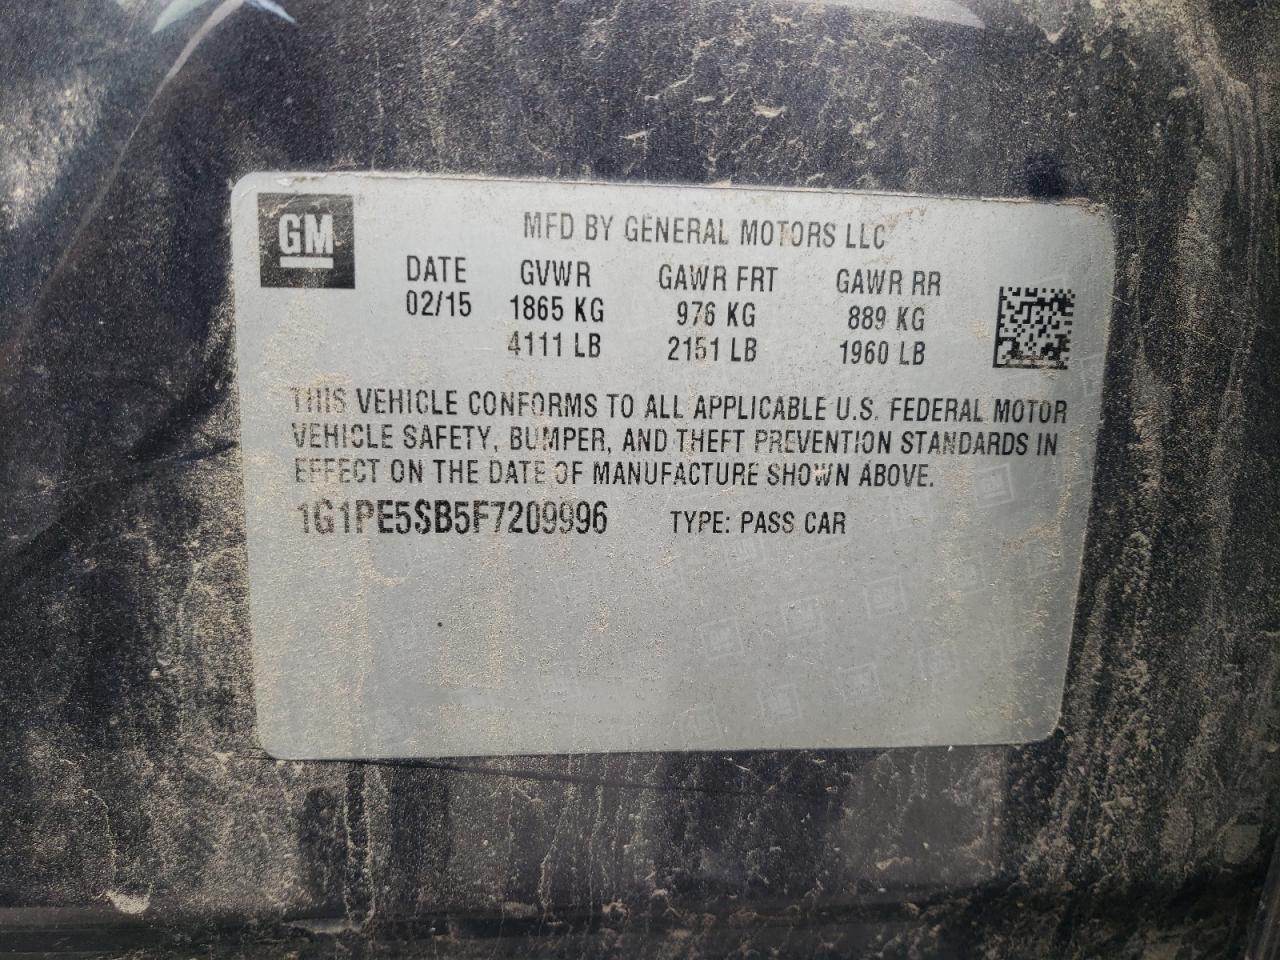 GM
MFD BY GENERAL MOTORS LLC
DATE GVWR GAWR FRT GAWR RR
02/15 1865 KG 976 KG 889 KG
4111 LB 2151 LB 1960 LB
THIS VEHICLE CONFORMS TO ALL APPLICABLE U.S. FEDERAL MOTOR
VEHICLE SAFETY, BUMPER, AND THEFT PREVENTION STANDARDS IN
EFFECT ON THE DATE OF MANUFACTURE SHOWN ABOVE.
1G1PE5SB5F7209996 TYPE: PASS CAR